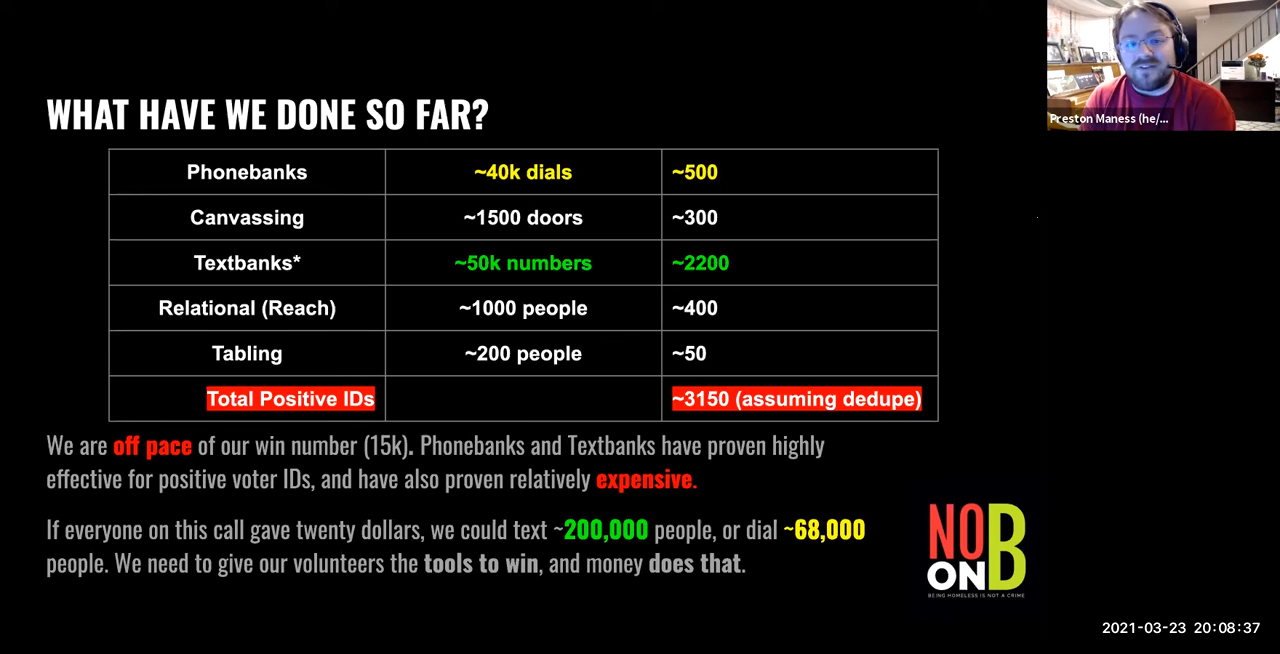 WHAT HAVE WE DONE SO FAR?
Phonebanks ~40k dials ~500
Canvassing ~1500 doors ~300
Textbanks* ~50k numbers ~2200
Relational (Reach) ~1000 people ~400
Tabling ~200 people ~50
Total Positive IDs ~3150 (assuming dedupe)
We are off pace of our win number (15k). Phonebanks and Textbanks have proven highly
effective for positive voter IDs, and have also proven relatively expensive.
If everyone on this call gave twenty dollars, we could text ~200,000 people, or dial ~68,000
people. We need to give our volunteers the tools to win, and money does that.
Preston Maness (he/...
NO
ON B
BEING HOMELESS IS NOT A CRIME
2021-03-23 20:08:37